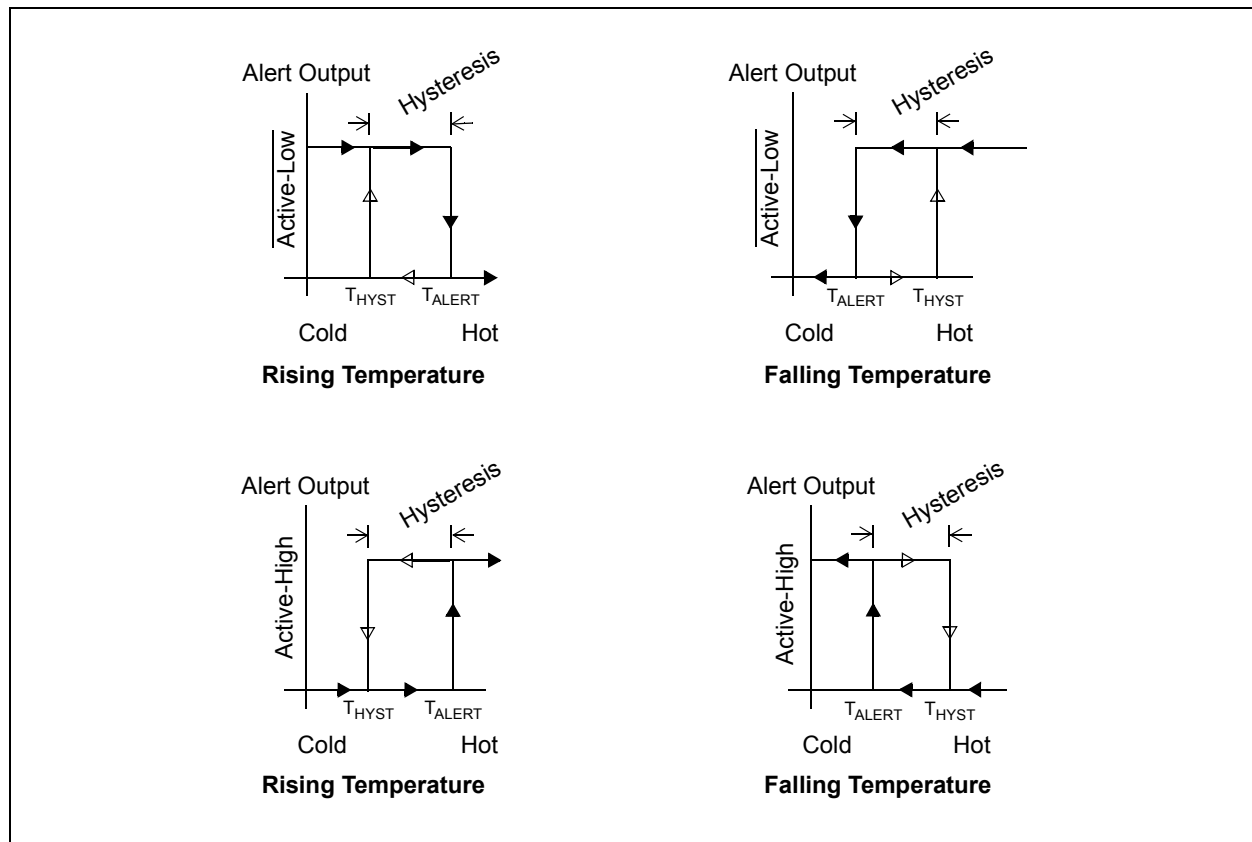 Alert Output
Hysteresis
Active-Low
THYST TALERT
Cold Hot
Rising Temperature
Alert Output
Hysteresis
Active-Low
TALERT THYST
Cold Hot
Falling Temperature
Alert Output
Hysteresis
Active-High
THYST TALERT
Cold Hot
Rising Temperature
Alert Output
Hysteresis
Active-High
TALERT THYST
Cold Hot
Falling Temperature